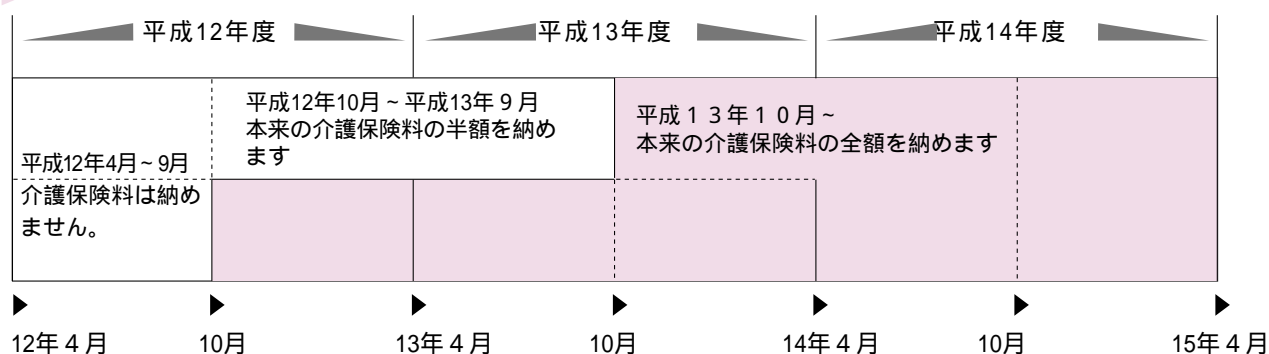 平成12年度
平成13年度
平成14年度
平成12年4月~9月
介護保険料は納め
ません。
平成12年10月~平成13年9月
本来の介護保険料の半額を納め
ます
平成13年10月~
本来の介護保険料の全額を納めます
12年4月
10月
13年4月
10月
14年4月
10月
15年4月